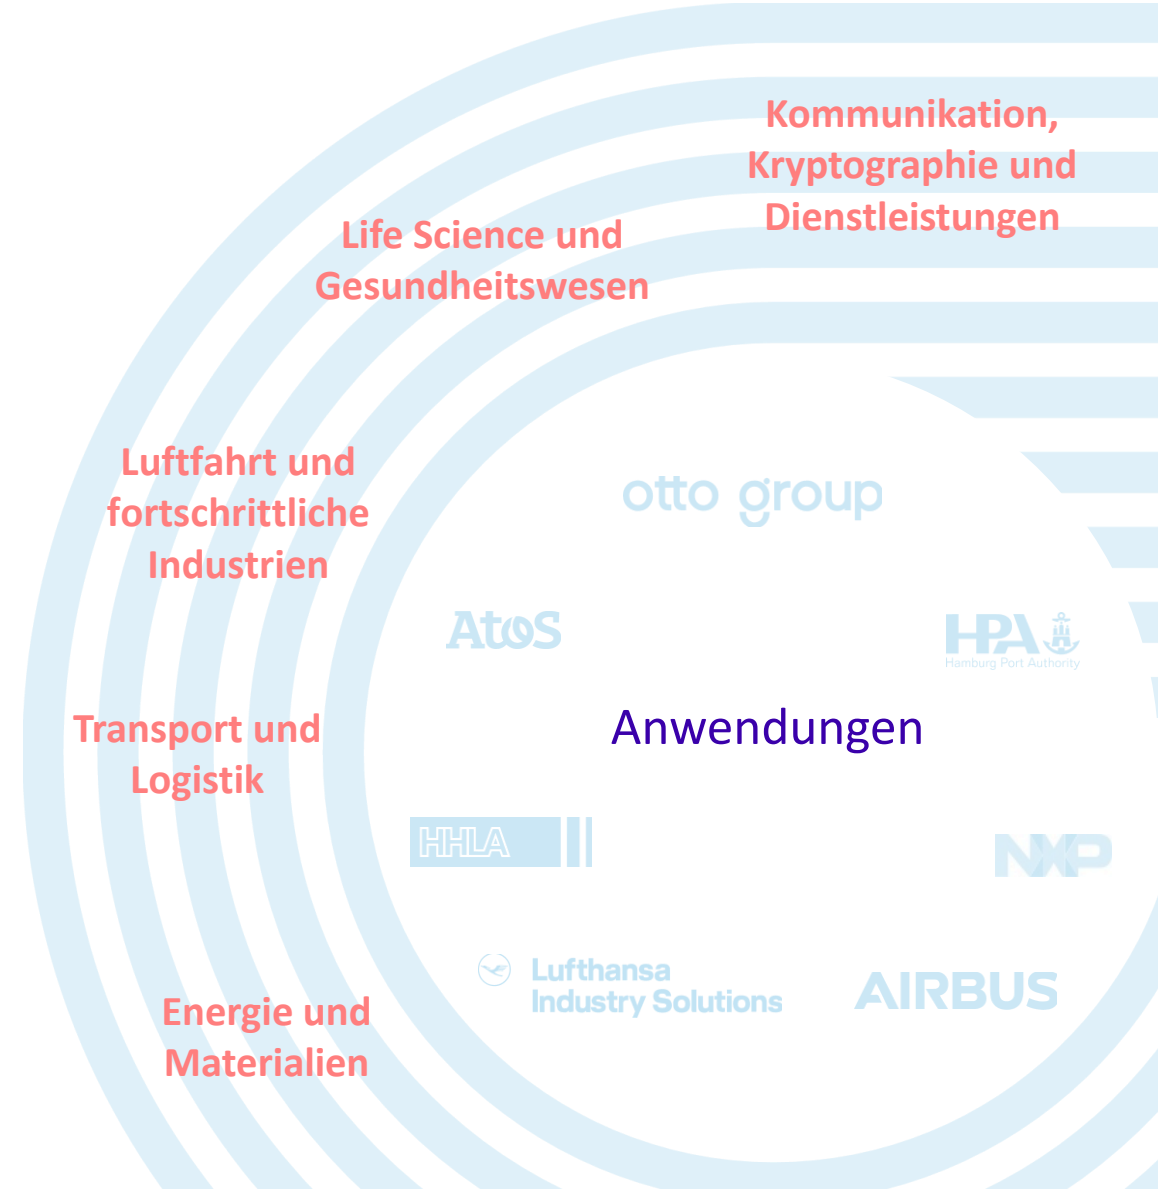 Kommunikation,
Kryptographie und
Dienstleistungen
Life Science und
Gesundheitswesen
Luftfahrt und
fortschrittliche
Industrien
otto group
Atos
HPA
Hamburg Port Authority
Transport und
Logistik
Anwendungen
HHLA
NXP
Lufthansa
Industry Solutions
AIRBUS
Energie und
Materialien